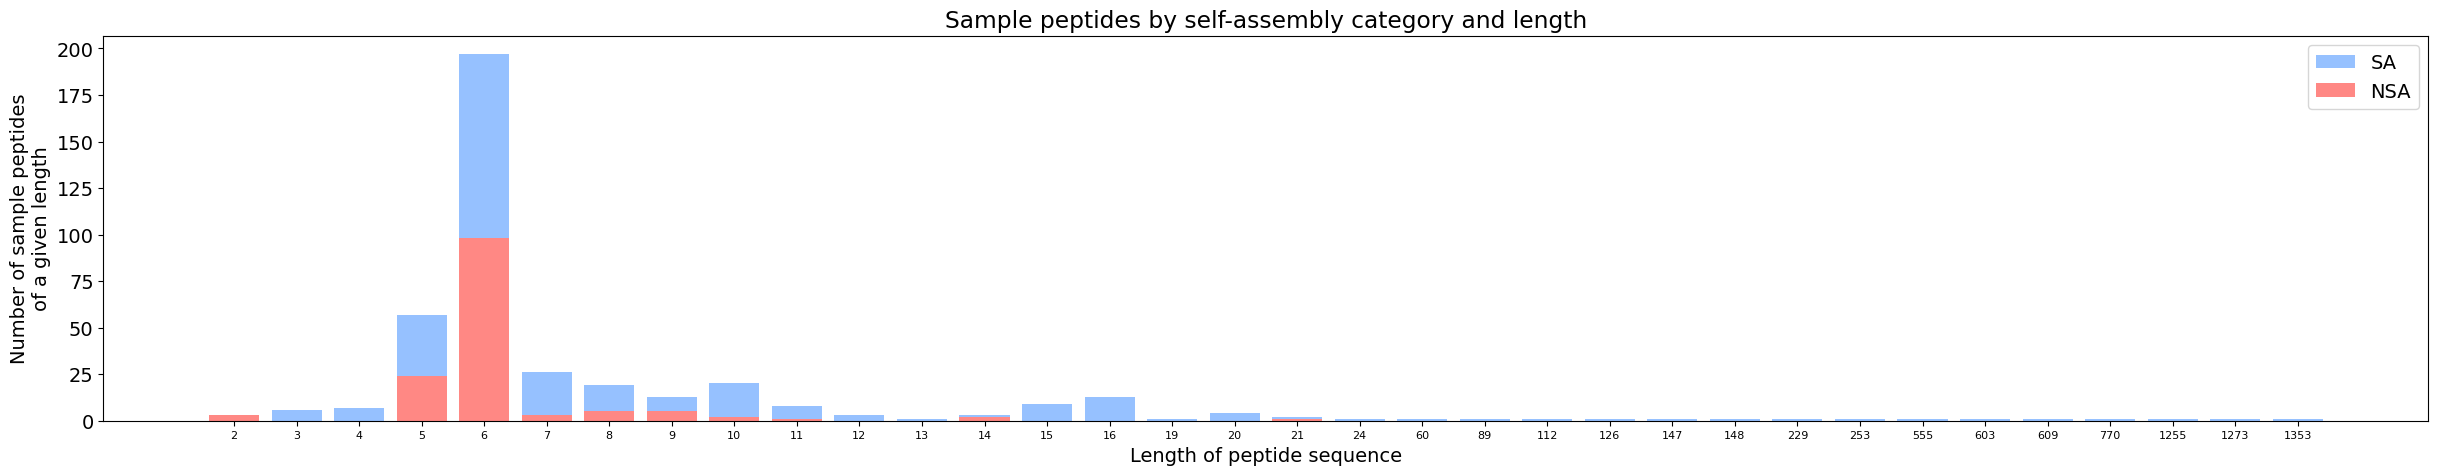 Sample peptides by self-assembly category and length
Number of sample peptides
of a given length
200
175
150
125
100
75
50
25
0
SA
NSA
2 3 4 5 6 7 8 9 10 11 12 13 14 15 16 19 20 21 24 60 89 112 126 147 148 229 253 555 603 609 770 1255 1273 1353
Length of peptide sequence